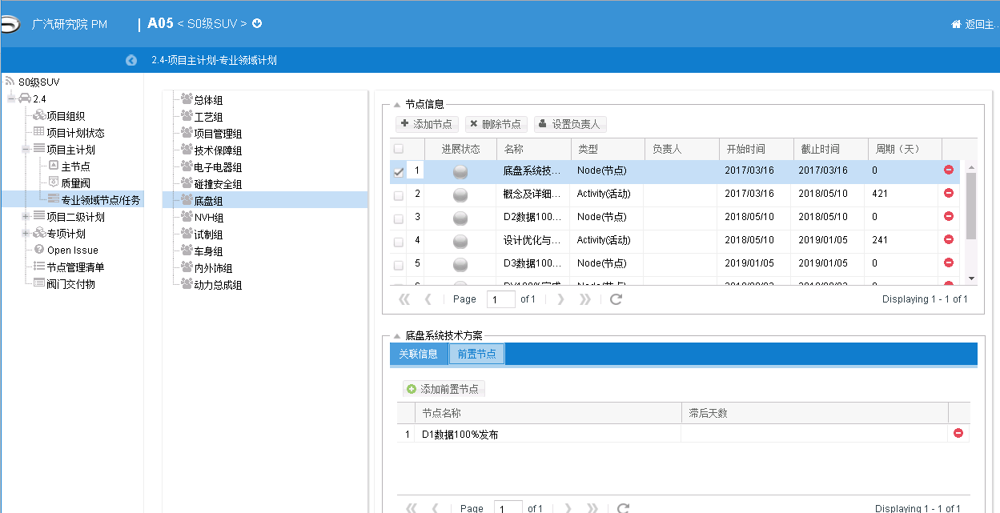 广汽研究院 PM
A05 < S0级SUV >
返回主..
2.4-项目主计划-专业领域计划
S0级SUV
2.4
项目组织
项目计划状态
项目主计划
主节点
质量阀
专业领域节点/任务
项目二级计划
专项计划
Open Issue
节点管理清单
阀门交付物
总体组
工艺组
项目管理组
技术保障组
电子电器组
碰撞安全组
底盘组
NVH组
试制组
车身组
内外饰组
动力总成组
节点信息
添加节点 删除节点 设置负责人
进展状态 名称 类型 负责人 开始时间 截止时间 周期（天）
1 底盘系统技... Node(节点) 2017/03/16 2017/03/16 0
2 概念及详细... Activity(活动) 2017/03/16 2018/05/10 421
3 D2数据100... Node(节点) 2018/05/10 2018/05/10 0
4 设计优化与... Activity(活动) 2018/05/10 2019/01/05 241
5 D3数据100... Node(节点) 2019/01/05 2019/01/05 0
Page 1 of 1 Displaying 1 - 1 of 1
底盘系统技术方案
关联信息 前置节点
添加前置节点
节点名称 滞后天数
1 D1数据100%发布
Page 1 of 1 Displaying 1 - 1 of 1